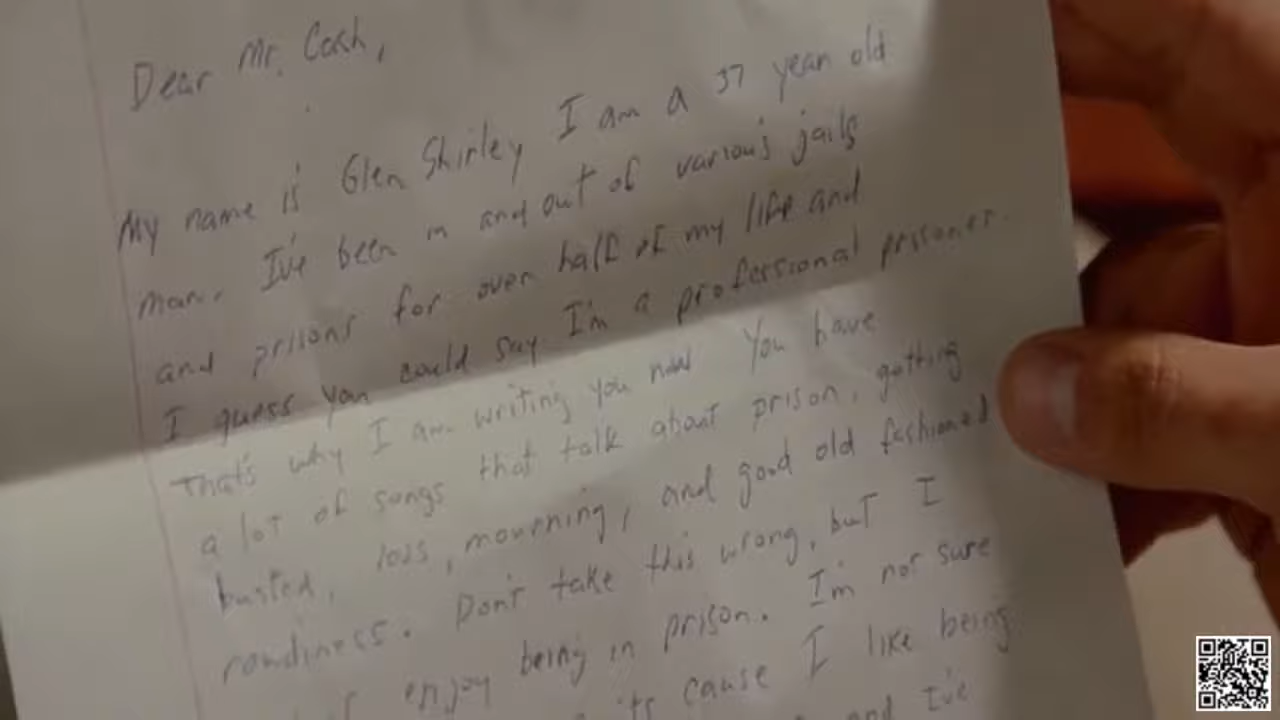 Dear Mr. Cash,
My name is Glen Shirley I am a 37 year old
man. I've been in and out of various jails
and prisons for over half of my life and
I guess you could say I'm a professional prisoner.
That's why I am writing you now You have
a lot of songs that talk about prison, getting
busted, loss, mourning, and good old fashioned
rowdiness. Don't take this wrong, but I
enjoy being in prison. I'm not sure
its cause I like being
and I've